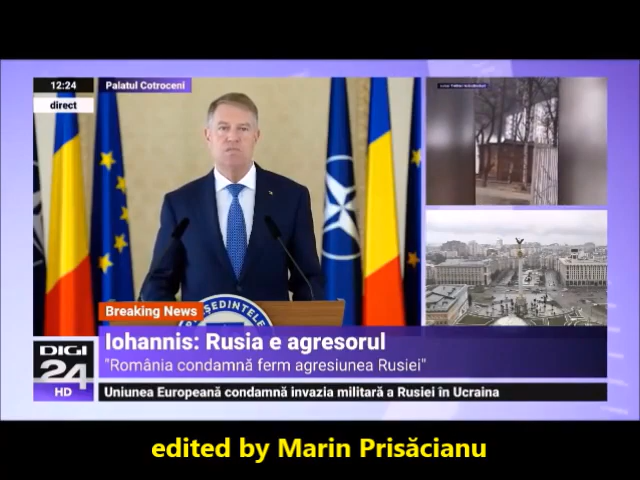 12:24
Palatul Cotroceni
direct
Breaking News
PREȘEDINTELE
Iohannis: Rusia e agresorul
"România condamnă ferm agresiunea Rusiei"
DIGI
24
HD
Uniunea Europeană condamnă invazia militară a Rusiei în Ucraina
edited by Marin Prisăcianu